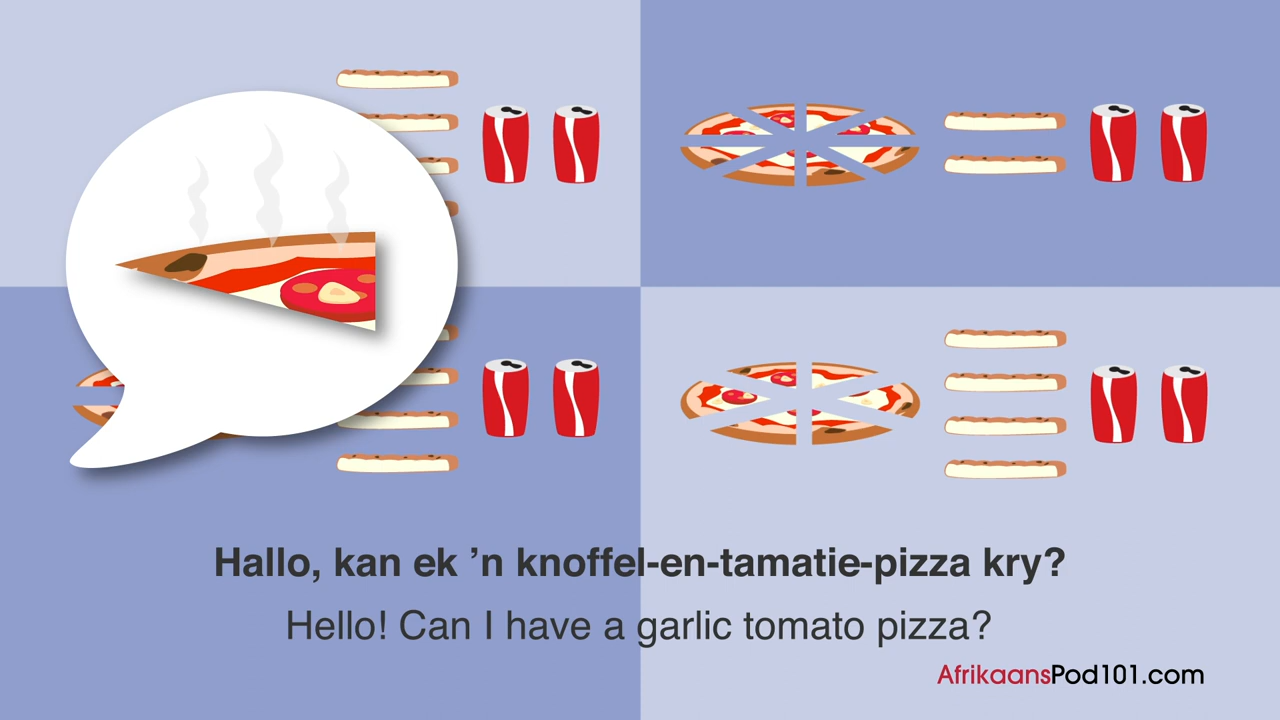 Hallo, kan ek ’n knoffel-en-tamatie-pizza kry?
Hello! Can I have a garlic tomato pizza?
AfrikaansPod101.com